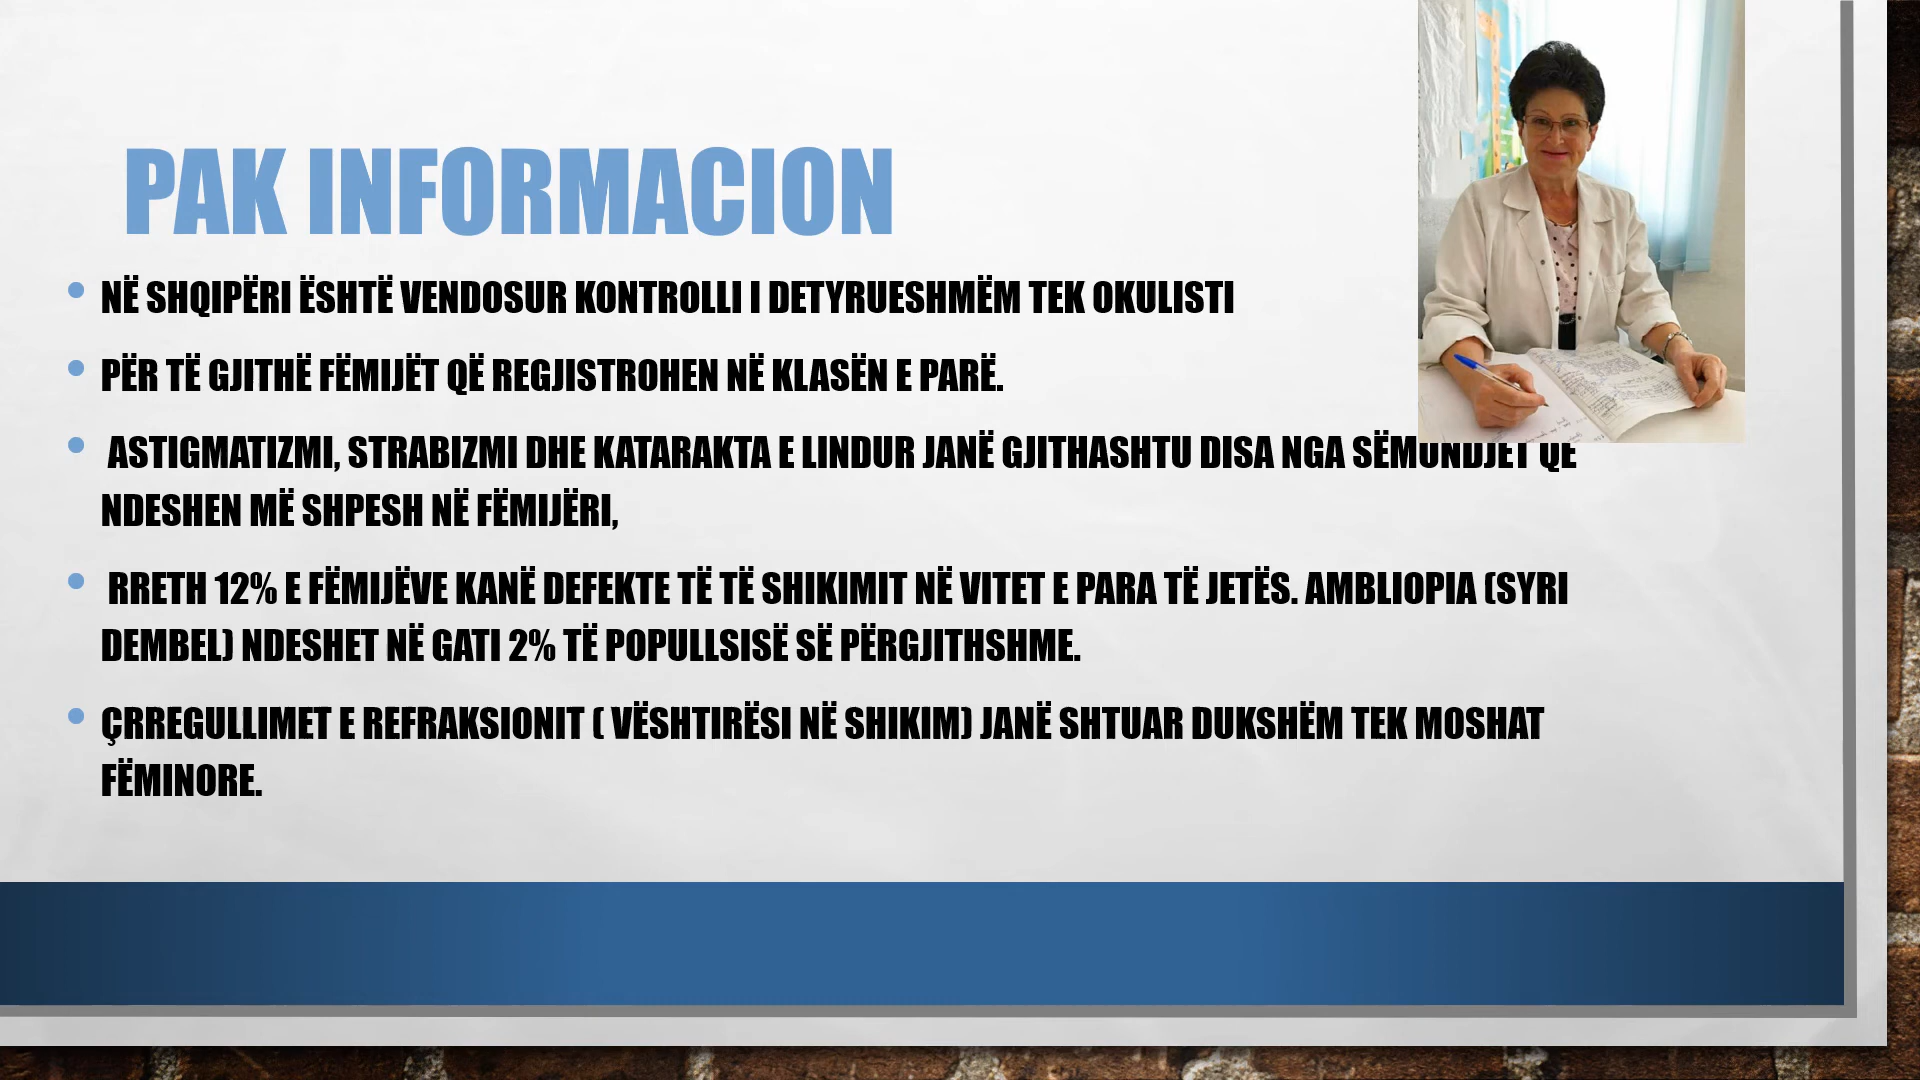 PAK INFORMACION
• NË SHQIPËRI ËSHTË VENDOSUR KONTROLLI I DETYRUESHMËM TEK OKULISTI
• PËR TË GJITHË FËMIJËT QË REGJISTROHEN NË KLASËN E PARË.
• ASTIGMATIZMI, STRABIZMI DHE KATARAKTA E LINDUR JANË GJITHASHTU DISA NGA SËMUNDJET QË
NDESHEN MË SHPESH NË FËMIJËRI,
• RRETH 12% E FËMIJËVE KANË DEFEKTE TË TË SHIKIMIT NË VITET E PARA TË JETËS. AMBLIOPIA (SYRI
DEMBEL) NDESHET NË GATI 2% TË POPULLSISË SË PËRGJITHSHME.
• ÇRREGULLIMET E REFRAKSIONIT ( VËSHTIRËSI NË SHIKIM) JANË SHTUAR DUKSHËM TEK MOSHAT
FËMINORE.